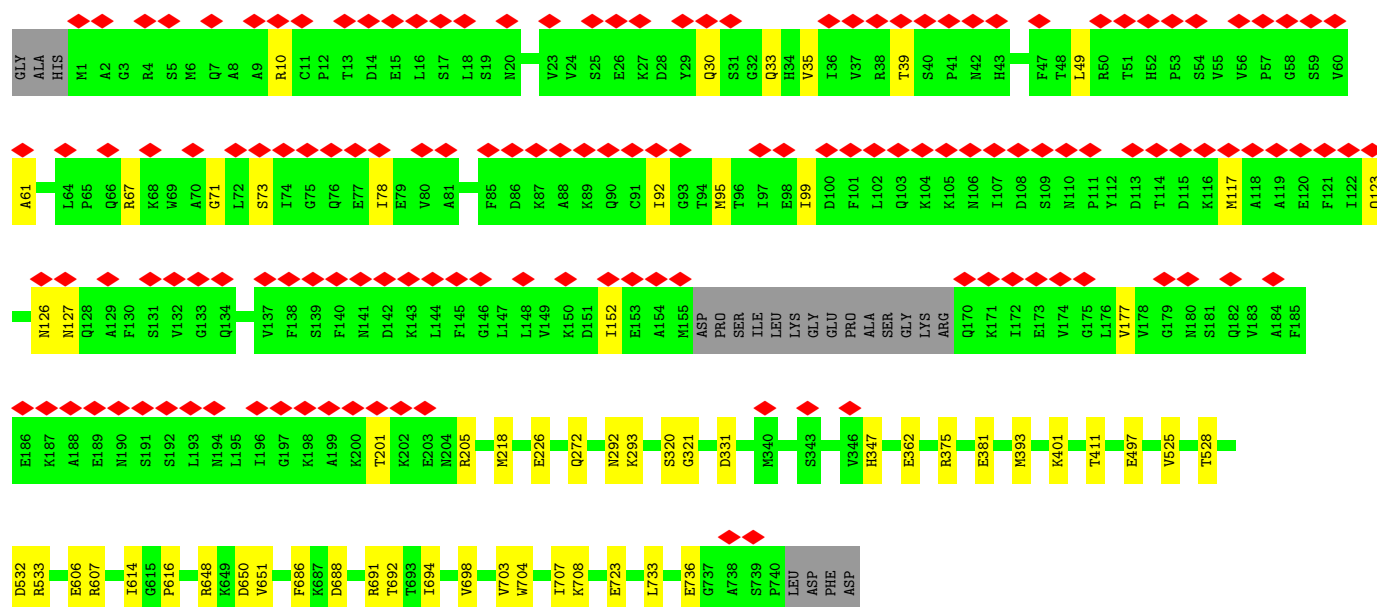 GLY ALA HIS M1 A2 G3 R4 S5 M6 Q7 A8 A9 R10 C11 P12 T13 D14 E15 L16 S17 L18 S19 N20 V23 V24 S25 E26 K27 D28 Y29 Q30 S31 G32 Q33 H34 V35 I36 V37 R38 T39 S40 P41 N42 H43 F47 T48 L49 R50 T51 H52 P53 S54 V55 V56 P57 G58 S59 V60
A61 L64 P65 Q66 R67 K68 W69 A70 G71 L72 S73 I74 G75 Q76 E77 I78 E79 V80 A81 F85 D86 K87 A88 K89 Q90 C91 I92 G93 T94 M95 T96 I97 E98 I99 D100 F101 L102 Q103 K104 K105 N106 I107 D108 S109 N110 P111 Y112 D113 T114 D115 K116 M117 A118 A119 E120 F121 I122 Q123
N126 N127 Q128 A129 F130 S131 V132 G133 Q134 V137 F138 S139 F140 N141 D142 K143 L144 F145 G146 L147 L148 V149 K150 D151 I152 E153 A154 M155 ASP PRO SER ILE LEU LYS GLY GLU PRO ALA SER GLY LYS ARG Q170 K171 I172 E173 V174 G175 L176 V177 V178 G179 N180 S181 Q182 V183 A184 F185
E186 K187 A188 E189 N190 S191 S192 L193 N194 L195 I196 G197 K198 A199 K200 T201 K202 E203 N204 R205 M218 E226 Q272 N292 K293 S320 G321 D331 M340 S343 V346 H347 E362 R375 E381 M393 K401 T411 E497 V525 T528
D532 R533 E606 R607 I614 G615 P616 R648 K649 D650 V651 F686 K687 D688 R691 T692 T693 I694 V698 V703 W704 I707 K708 E723 L733 E736 G737 A738 S739 P740 LEU ASP PHE ASP